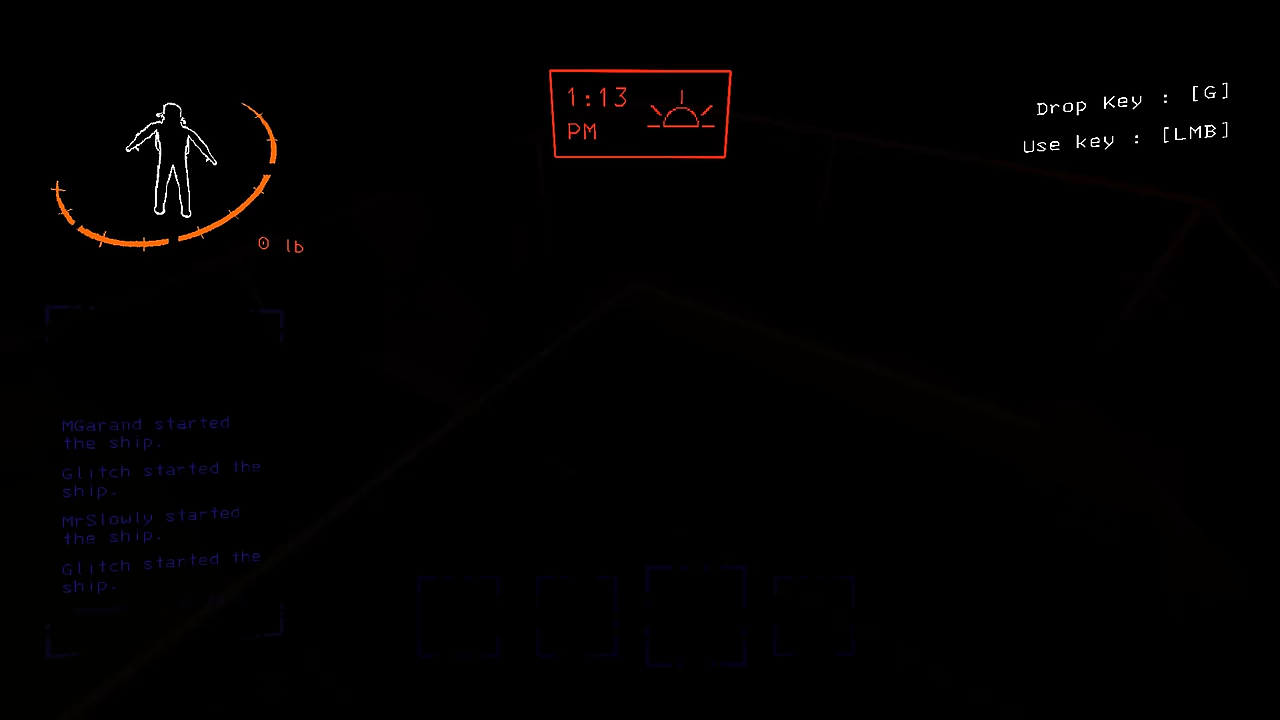 1:13
PM
Drop Key : [G]
Use key : [LMB]
0 lb
MGarand started
the ship.
Glitch started the
ship.
MrSlowly started
the ship.
Glitch started the
ship.